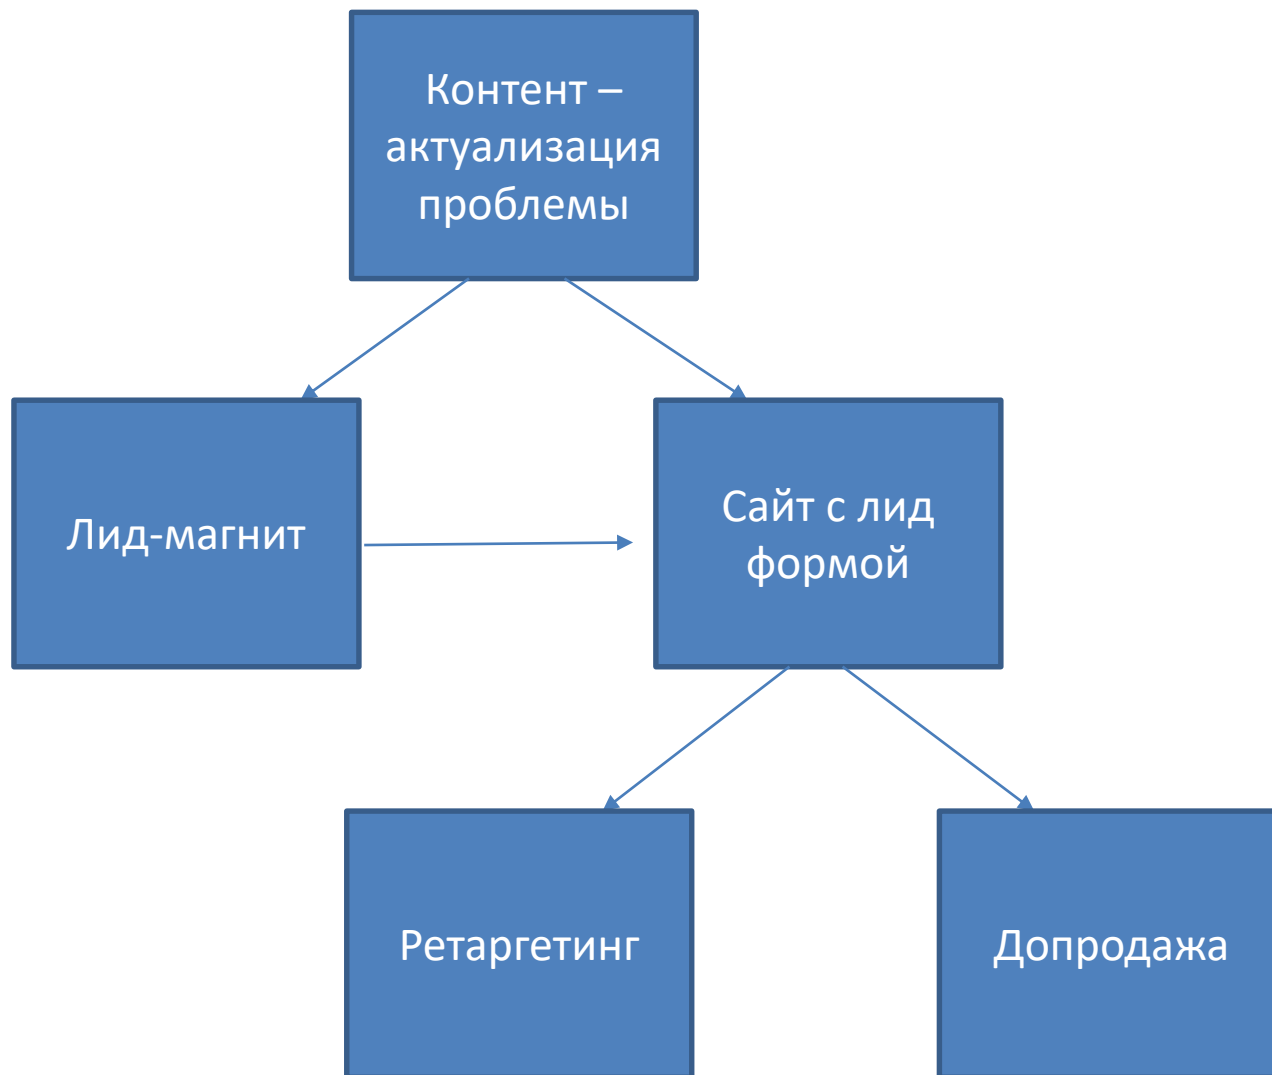 Контент –
актуализация
проблемы
Лид-магнит
Сайт с лид
формой
Ретаргетинг
Допродажа